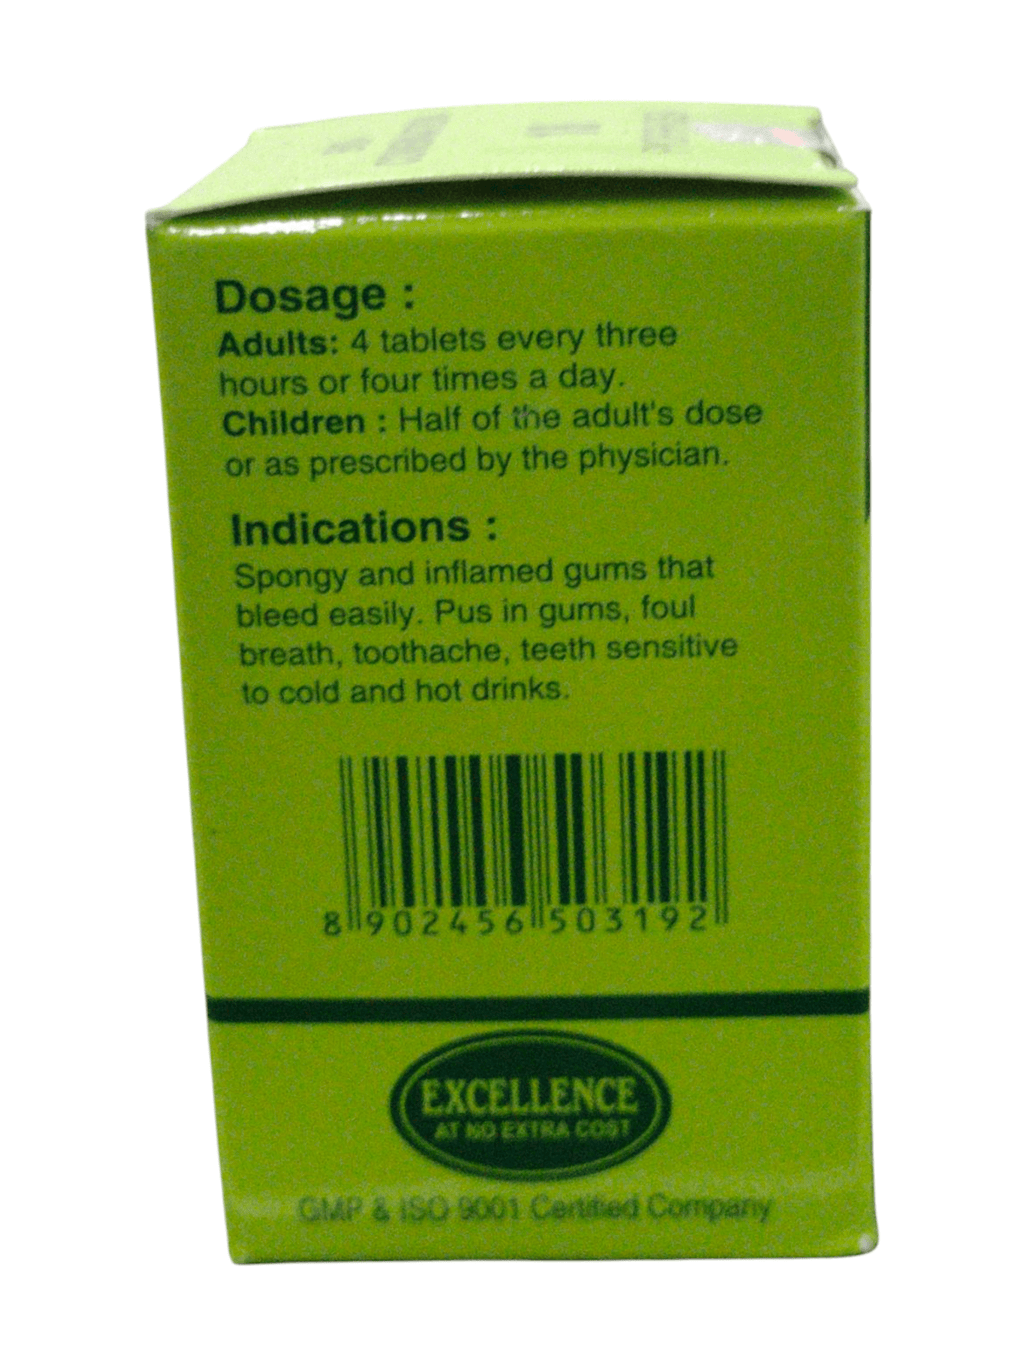 Dosage :
Adults: 4 tablets every three
hours or four times a day.
Children : Half of the adult's dose
or as prescribed by the physician.
Indications :
Spongy and inflamed gums that
bleed easily. Pus in gums, foul
breath, toothache, teeth sensitive
to cold and hot drinks.
8 902456 503192
EXCELLENCE
AT NO EXTRA COST
GMP & ISO 9001 Certified Company